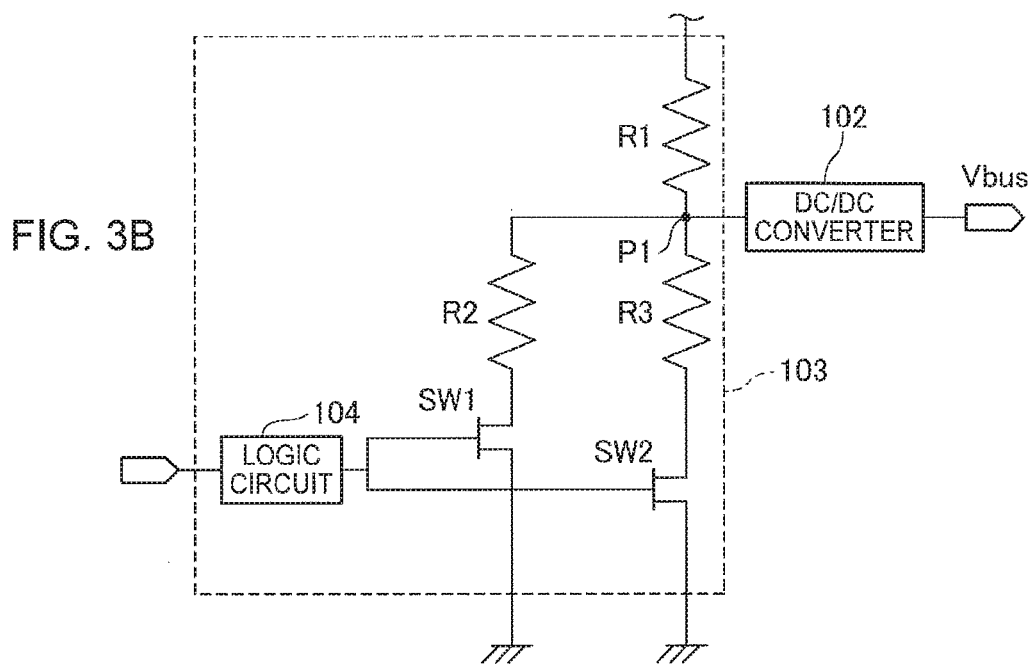 FIG. 3B
R1
102
Vbus
DC/DC
CONVERTER
P1
R2
R3
103
SW1
104
SW2
LOGIC
CIRCUIT